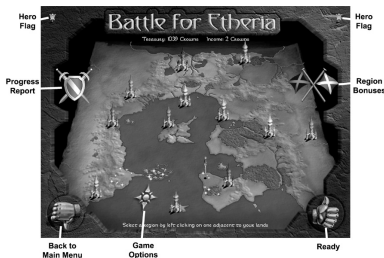 Hero
Flag
Battle for Etheria
Hero
Flag
Treasury: 1039 Crowns Income: 2 Crowns
Progress
Report
Region
Bonuses
Select a region by left clicking on one adjacent to your lands
Back to
Main Menu
Game
Options
Ready